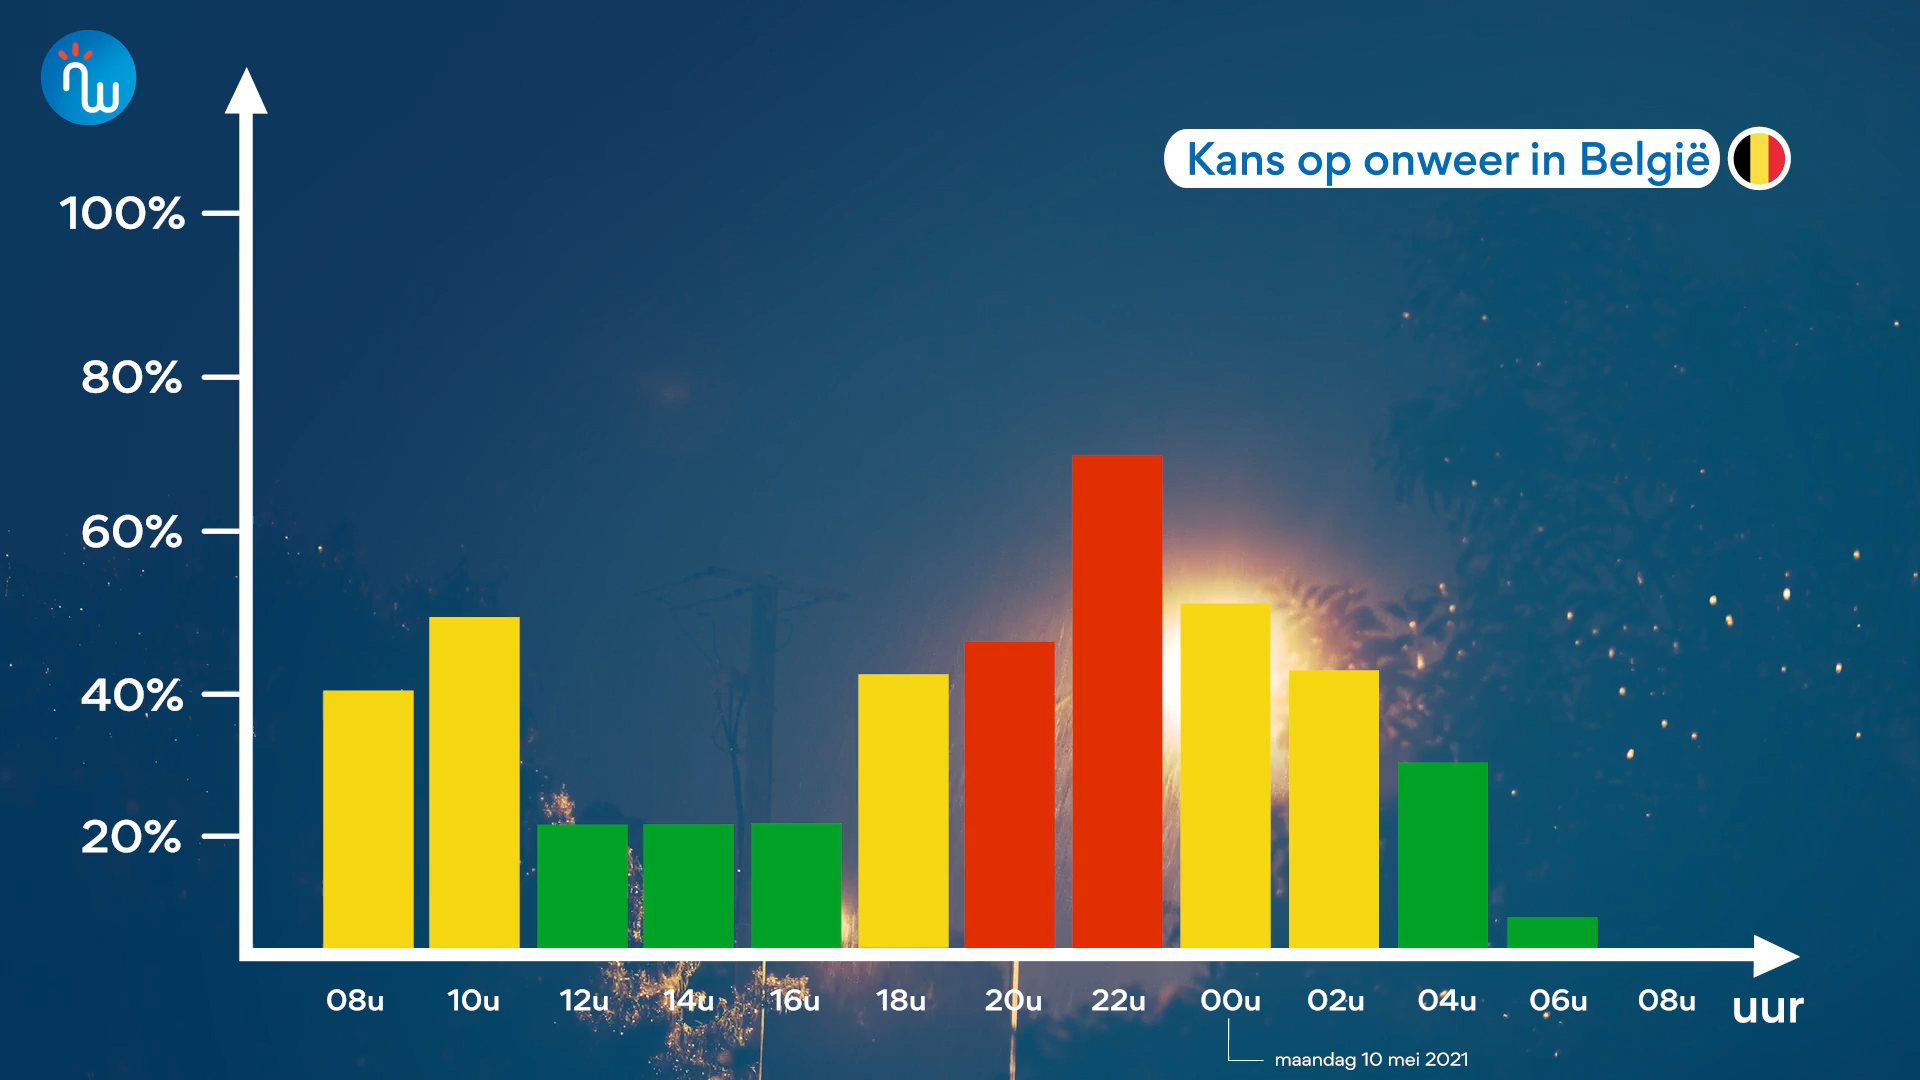 nw
Kans op onweer in België
100%
80%
60%
40%
20%
08u 10u 12u 14u 16u 18u 20u 22u 00u 02u 04u 06u 08u uur
maandag 10 mei 2021